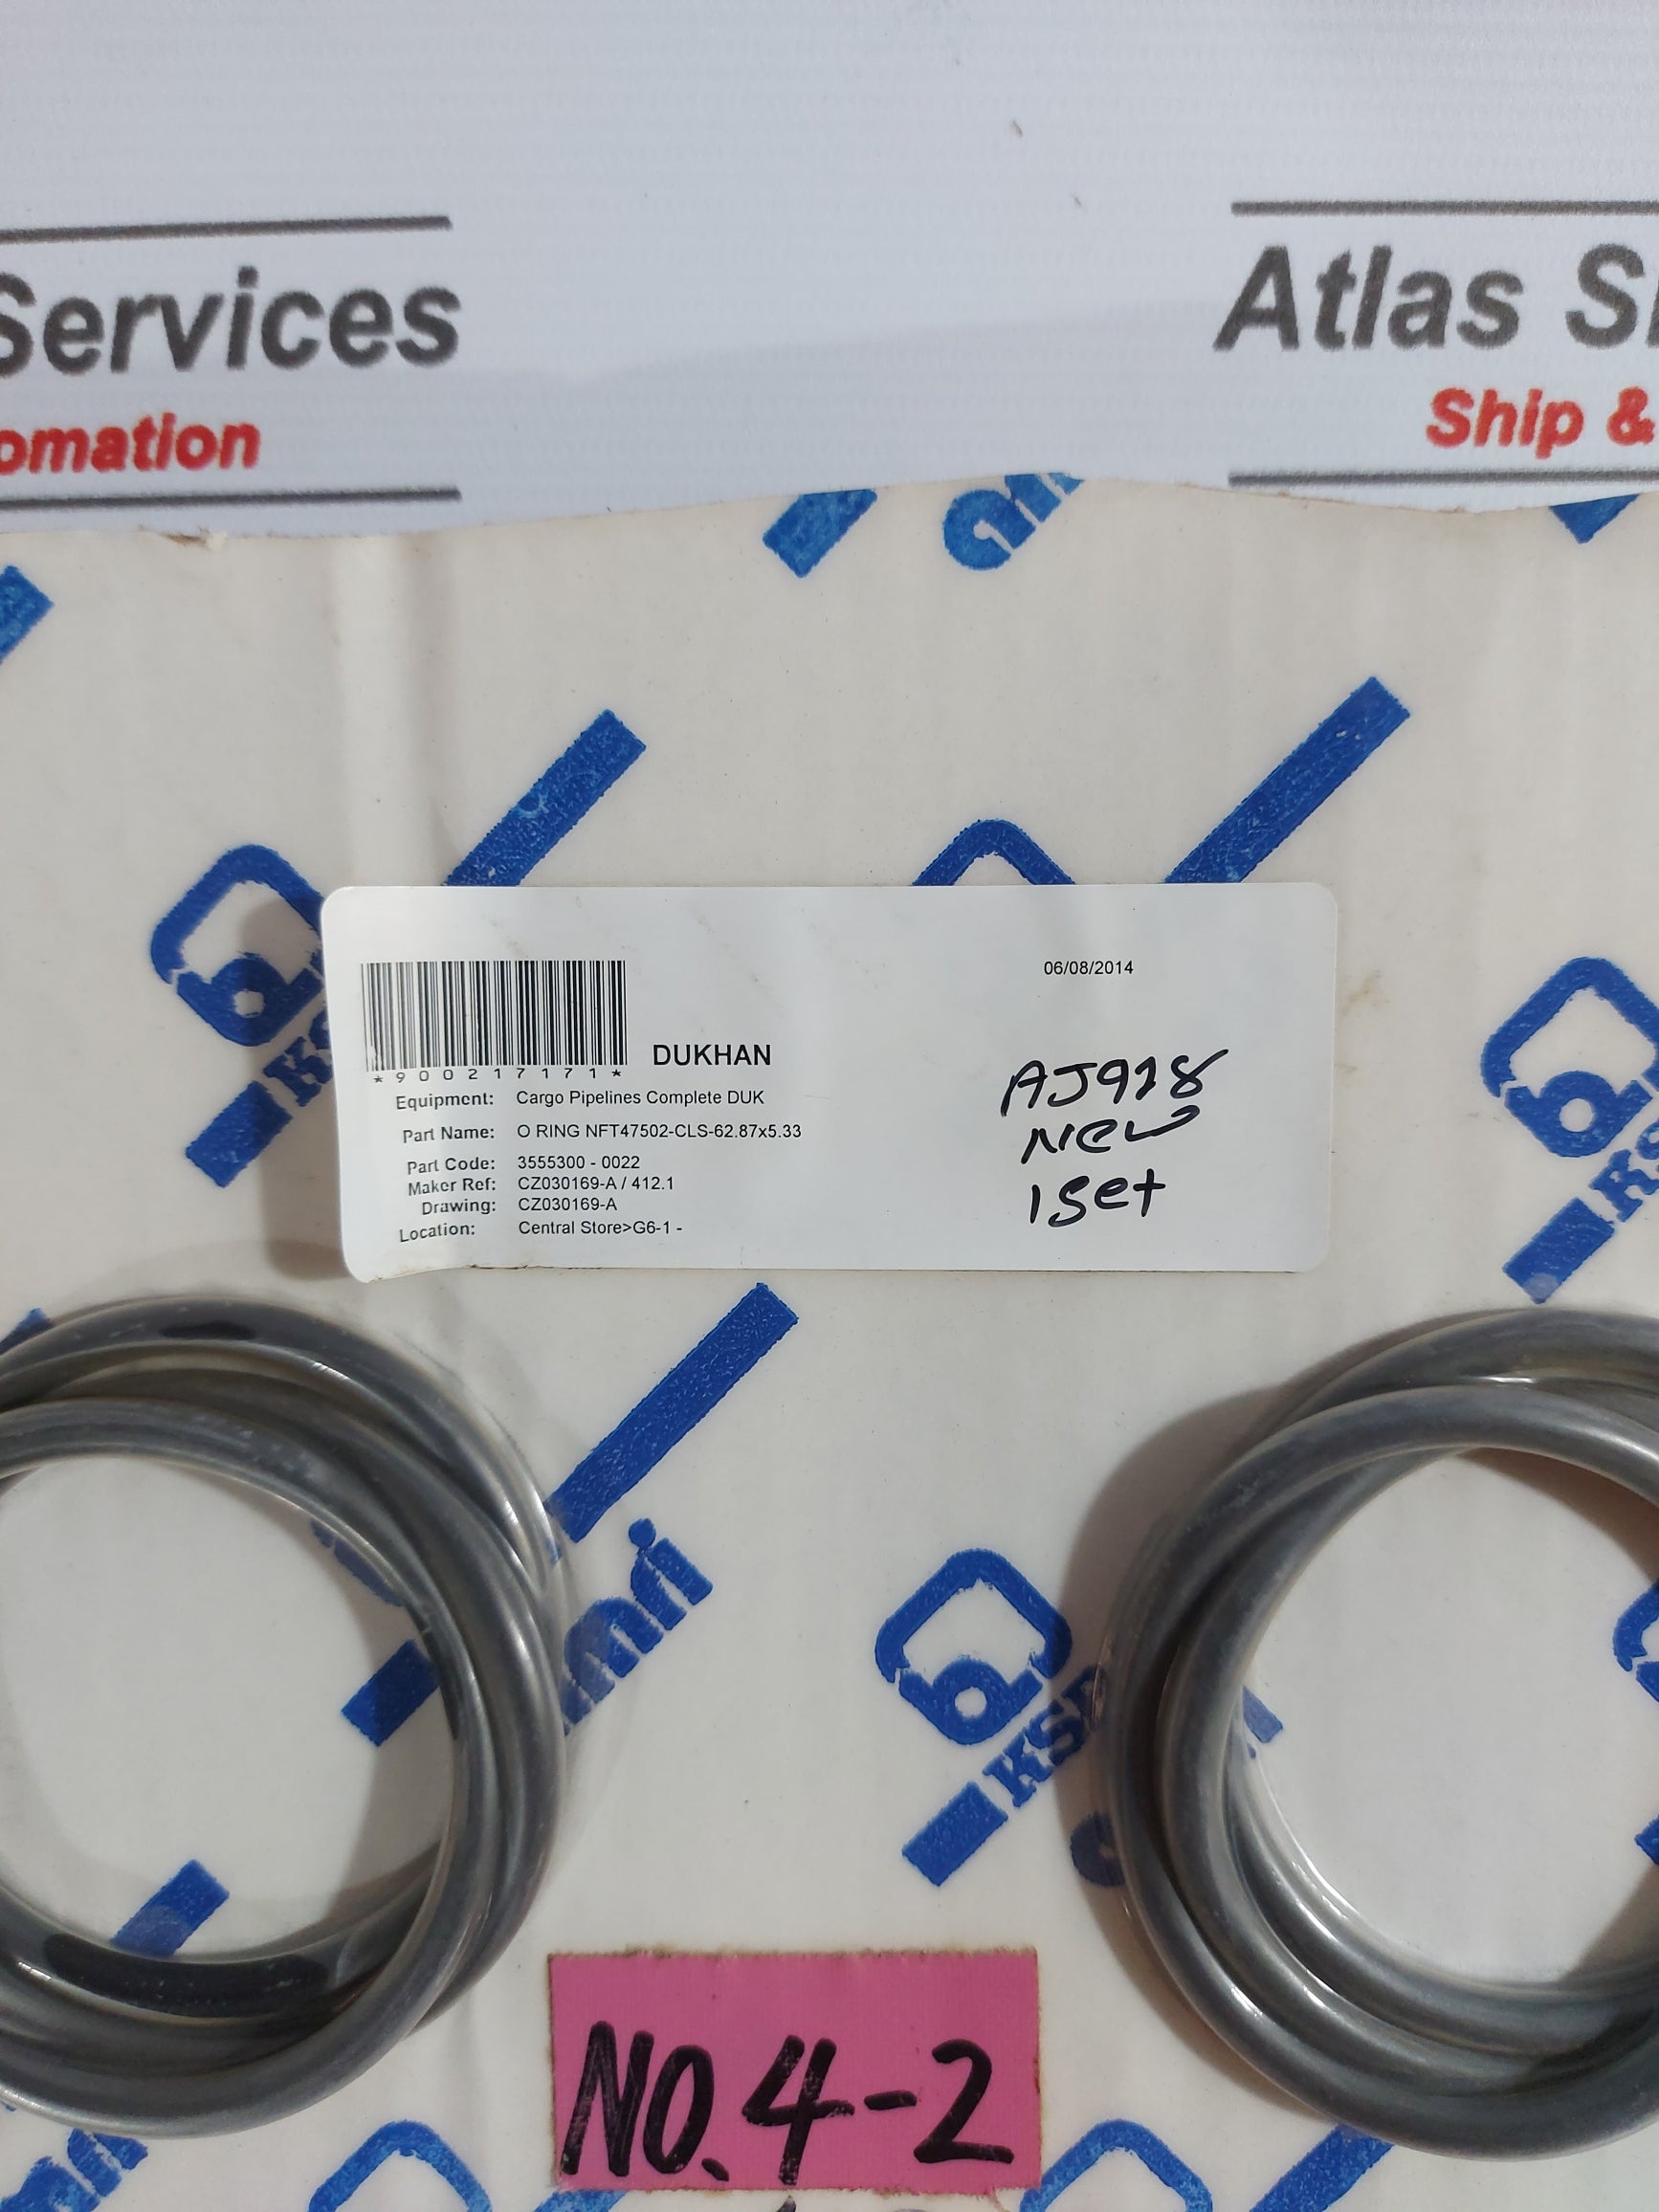 Services
omation
Atlas S
Ship &
06/08/2014
*900217171*
DUKHAN
Equipment: Cargo Pipelines Complete DUK
Part Name: O RING NFT47502-CLS-62.87x5.33
Part Code: 3555300 - 0022
Maker Ref: CZ030169-A / 412.1
Drawing: CZ030169-A
Location: Central Store>G6-1 -
AJ928
New
1Set
amri
KSB
NO.4-2